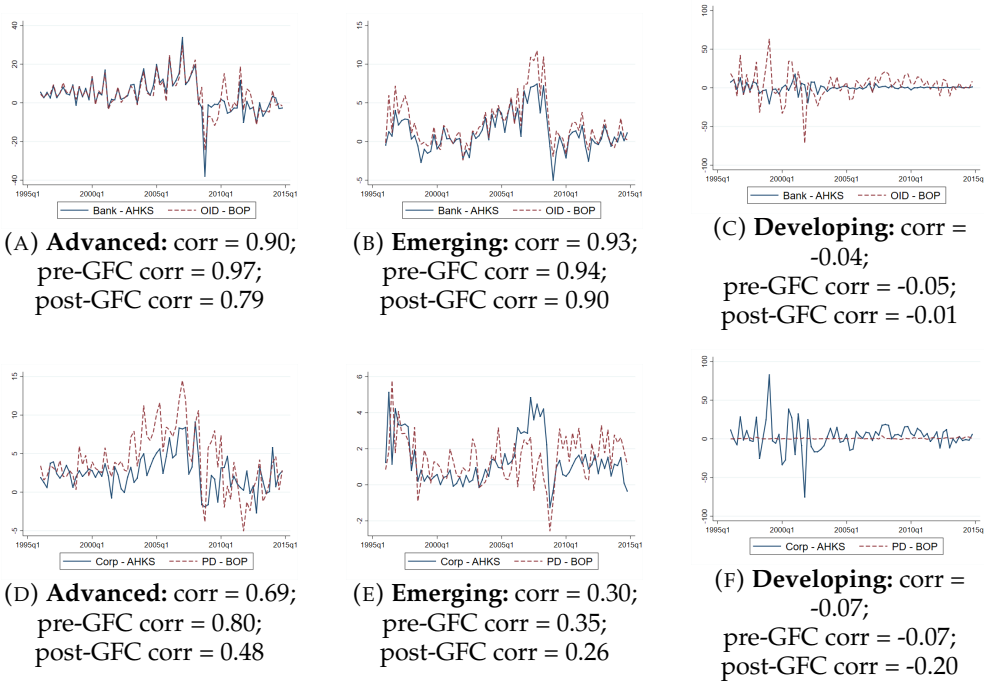 40
20
0
-20
-40
1995q1 2000q1 2005q1 2010q1 2015q1
Bank - AHKS OID - BOP
(A) Advanced: corr = 0.90;
pre-GFC corr = 0.97;
post-GFC corr = 0.79
15
10
5
0
-5
1995q1 2000q1 2005q1 2010q1 2015q1
Bank - AHKS OID - BOP
(B) Emerging: corr = 0.93;
pre-GFC corr = 0.94;
post-GFC corr = 0.90
100
50
0
-50
-100
1995q1 2000q1 2005q1 2010q1 2015q1
Bank - AHKS OID - BOP
(C) Developing: corr =
-0.04;
pre-GFC corr = -0.05;
post-GFC corr = -0.01
15
10
5
0
-5
1995q1 2000q1 2005q1 2010q1 2015q1
Corp - AHKS PD - BOP
(D) Advanced: corr = 0.69;
pre-GFC corr = 0.80;
post-GFC corr = 0.48
6
4
2
0
-2
1995q1 2000q1 2005q1 2010q1 2015q1
Corp - AHKS PD - BOP
(E) Emerging: corr = 0.30;
pre-GFC corr = 0.35;
post-GFC corr = 0.26
100
50
0
-50
-100
1995q1 2000q1 2005q1 2010q1 2015q1
Corp - AHKS PD - BOP
(F) Developing: corr =
-0.07;
pre-GFC corr = -0.07;
post-GFC corr = -0.20